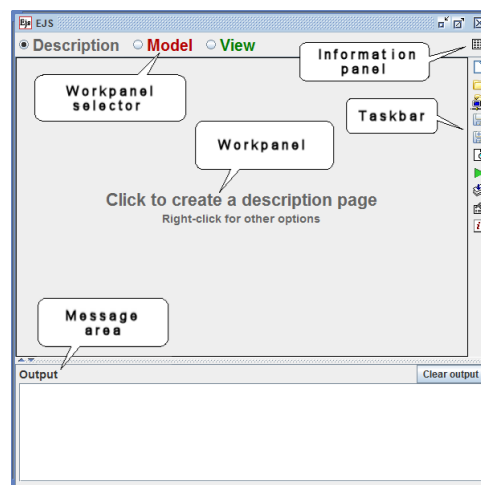 Ejs EJS
Description Model View
Information
panel
Workpanel
selector
Taskbar
Workpanel
Click to create a description page
Right-click for other options
Message
area
Output Clear output